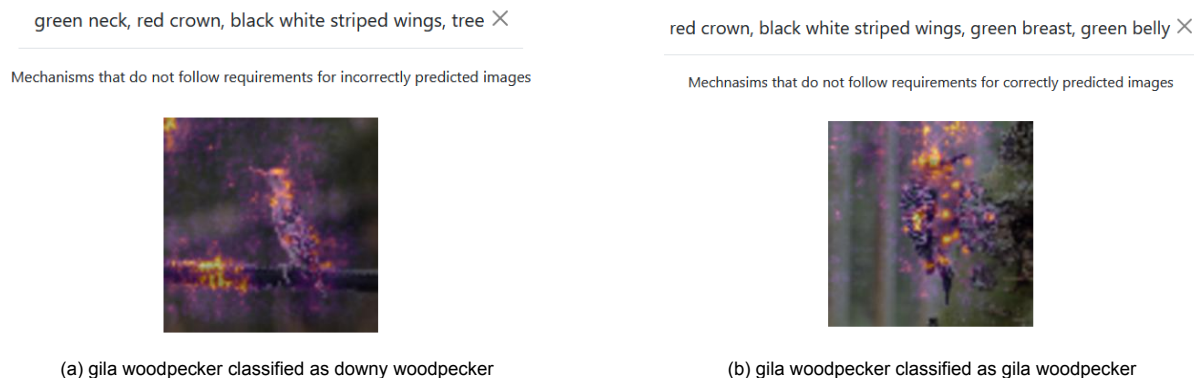 green neck, red crown, black white striped wings, tree ×
Mechanisms that do not follow requirements for incorrectly predicted images
(a) gila woodpecker classified as downy woodpecker
red crown, black white striped wings, green breast, green belly ×
Mechnasims that do not follow requirements for correctly predicted images
(b) gila woodpecker classified as gila woodpecker